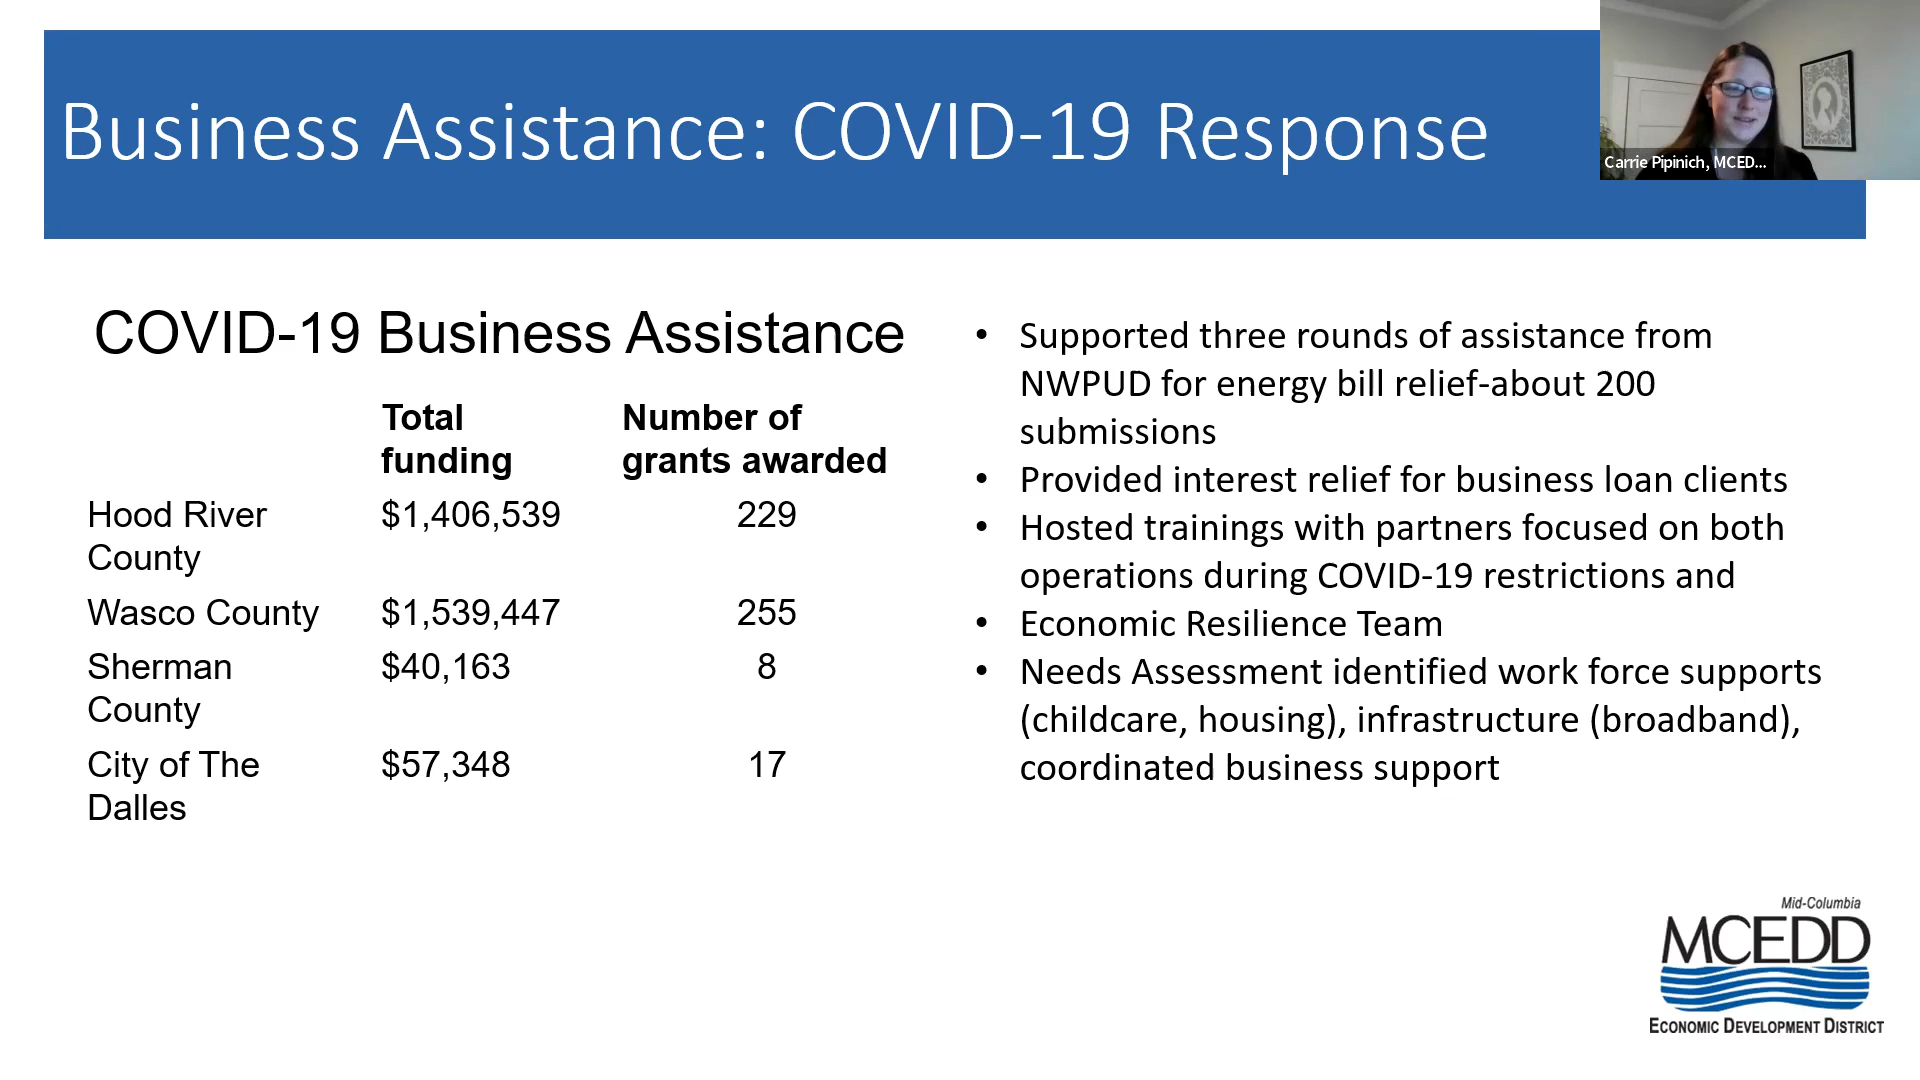 Business Assistance: COVID-19 Response
Carrie Pipinich, MCED...
COVID-19 Business Assistance
Total funding
Number of grants awarded
Hood River County
$1,406,539
229
Wasco County
$1,539,447
255
Sherman County
$40,163
8
City of The Dalles
$57,348
17
• Supported three rounds of assistance from
NWPUD for energy bill relief-about 200
submissions
• Provided interest relief for business loan clients
• Hosted trainings with partners focused on both
operations during COVID-19 restrictions and
• Economic Resilience Team
• Needs Assessment identified work force supports
(childcare, housing), infrastructure (broadband),
coordinated business support
Mid-Columbia
MCEDD
ECONOMIC DEVELOPMENT DISTRICT